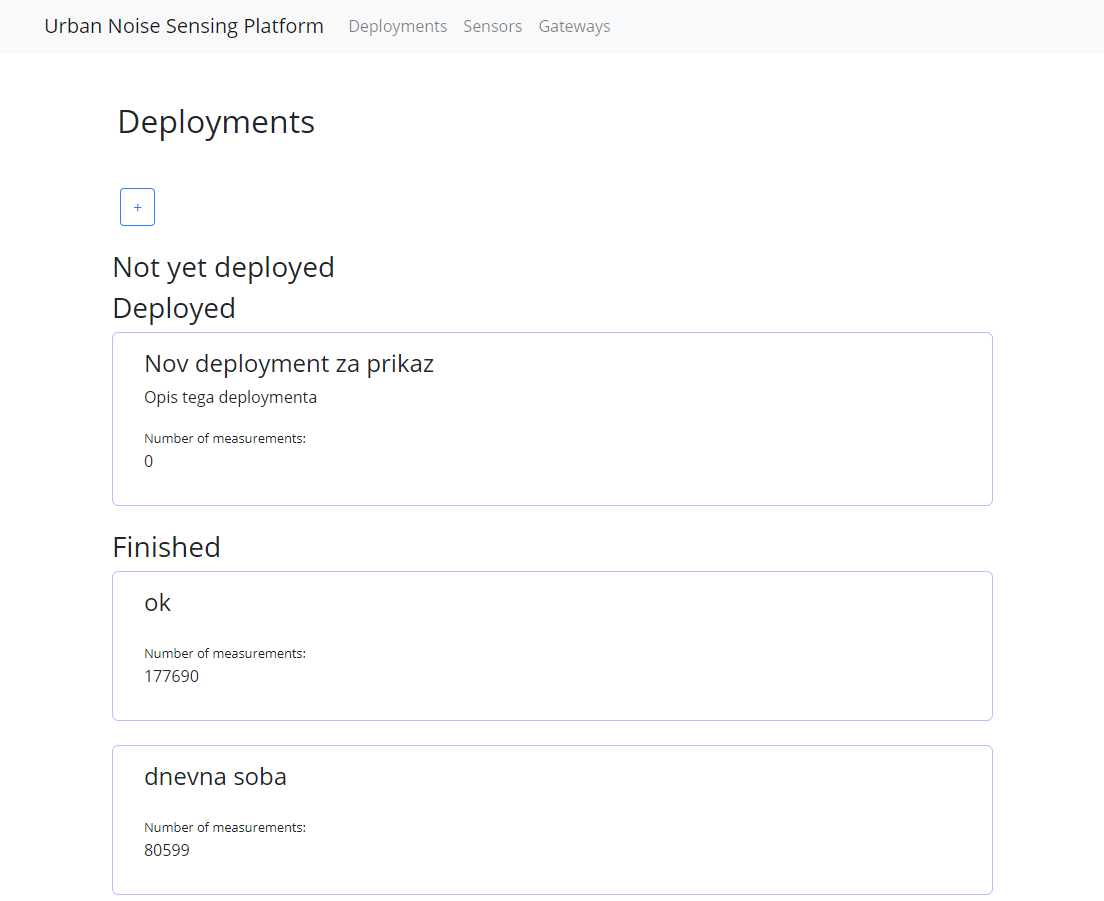 Urban Noise Sensing Platform Deployments Sensors Gateways
Deployments
+
Not yet deployed
Deployed
Nov deployment za prikaz
Opis tega deploymenta
Number of measurements:
0
Finished
ok
Number of measurements:
177690
dnevna soba
Number of measurements:
80599